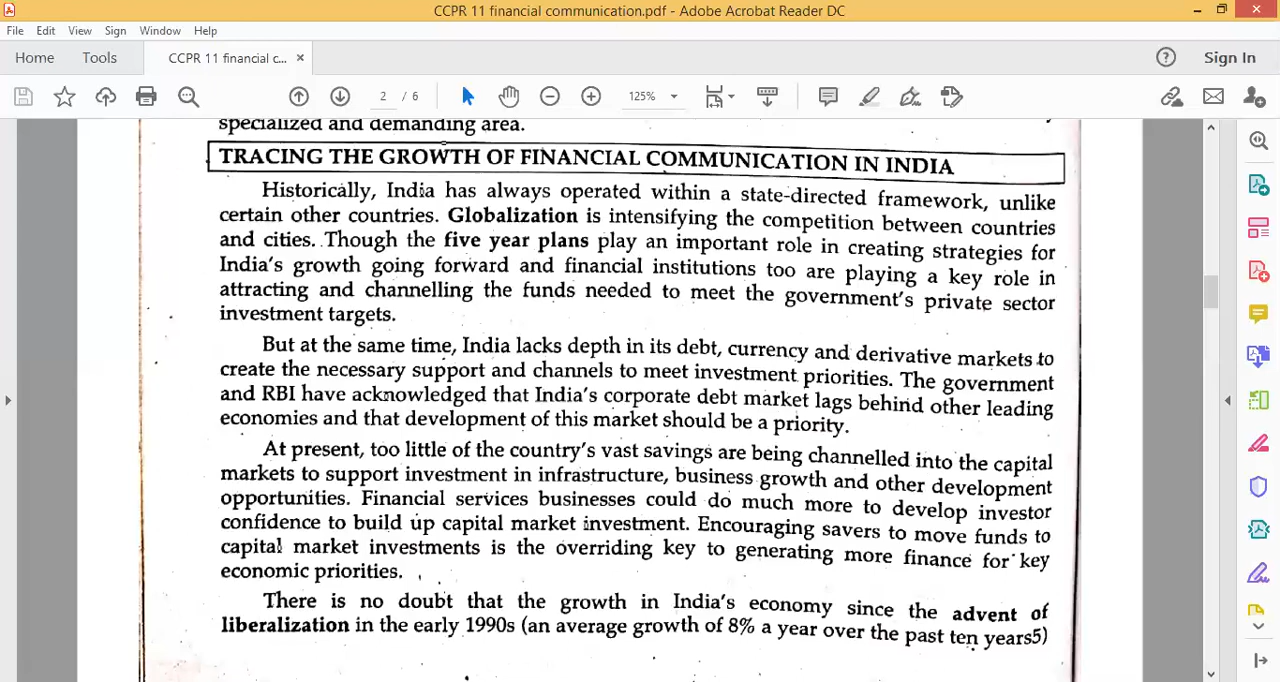 CCPR 11 financial communication.pdf - Adobe Acrobat Reader DC
File Edit View Sign Window Help
Home Tools CCPR 11 financial c... × Sign In
2 / 6 125%
specialized and demanding area.
TRACING THE GROWTH OF FINANCIAL COMMUNICATION IN INDIA
Historically, India has always operated within a state-directed framework, unlike
certain other countries. Globalization is intensifying the competition between countries
and cities. Though the five year plans play an important role in creating strategies for
India's growth going forward and financial institutions too are playing a key role in
attracting and channelling the funds needed to meet the government's private sector
investment targets.
But at the same time, India lacks depth in its debt, currency and derivative markets to
create the necessary support and channels to meet investment priorities. The government
and RBI have acknowledged that India's corporate debt market lags behind other leading
economies and that development of this market should be a priority.
At present, too little of the country's vast savings are being channelled into the capital
markets to support investment in infrastructure, business growth and other development
opportunities. Financial services businesses could do much more to develop investor
confidence to build up capital market investment. Encouraging savers to move funds to
capital market investments is the overriding key to generating more finance for key
economic priorities.
There is no doubt that the growth in India's economy since the advent of
liberalization in the early 1990s (an average growth of 8% a year over the past ten years5)